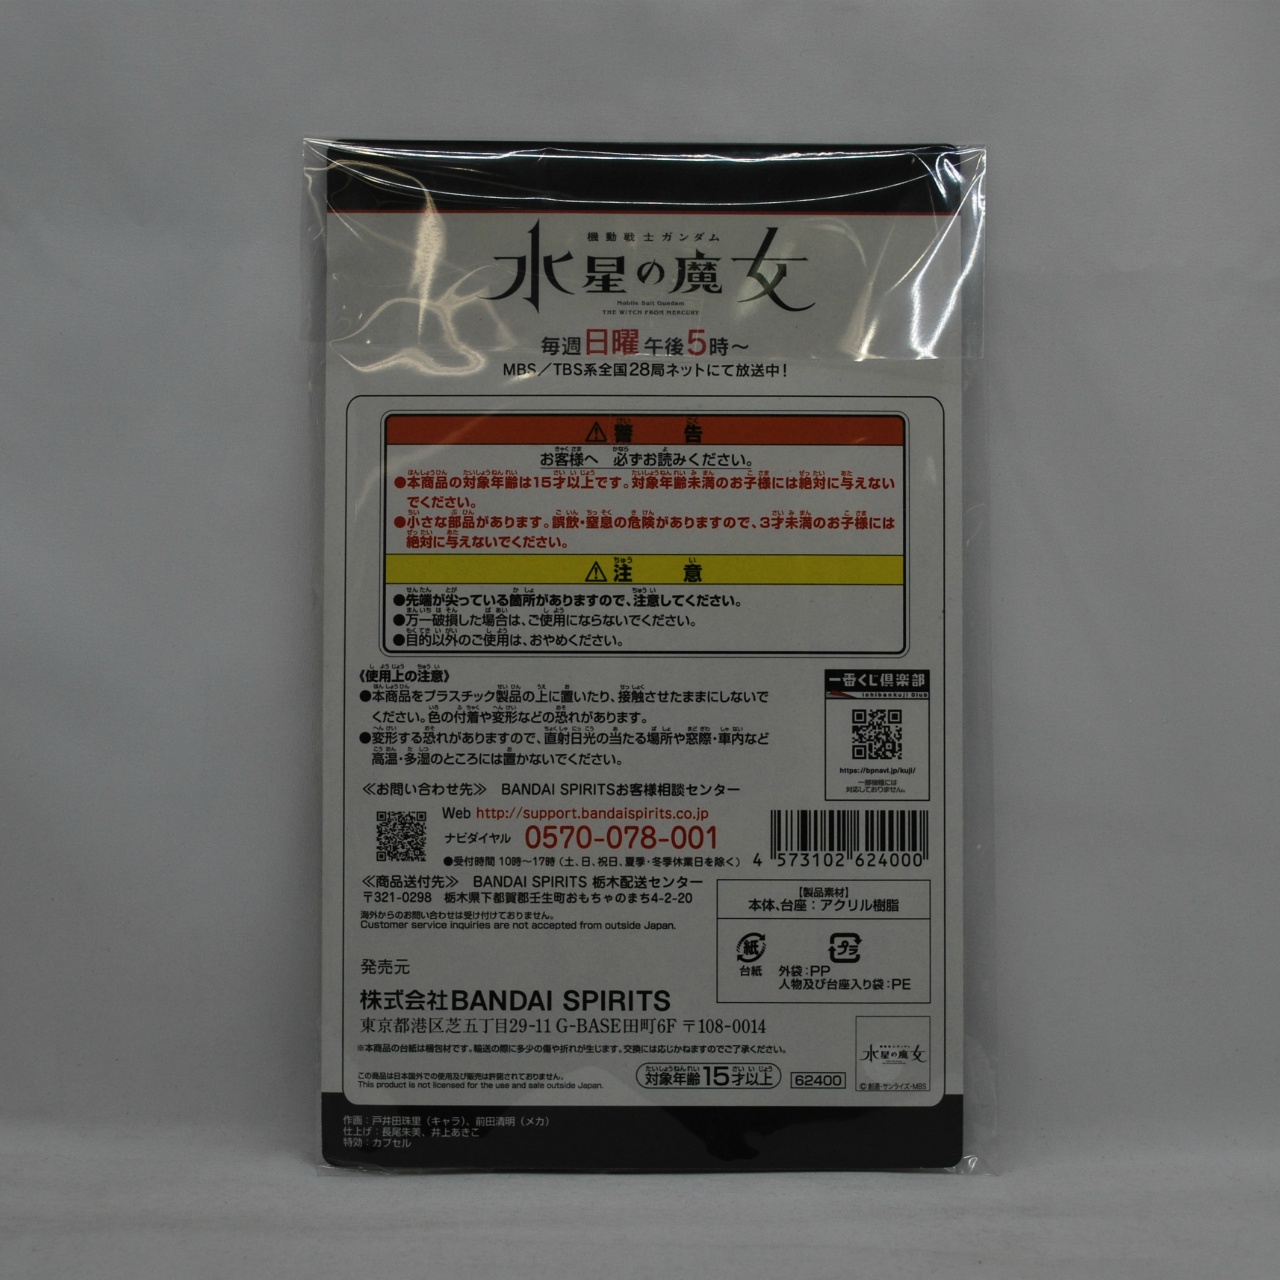 機動戦士ガンダム
水星の魔女
Mobile Suit Gundam
THE WITCH FROM MERCURY
毎週日曜午後5時～
MBS／TBS系全国28局ネットにて放送中！
⚠警告
お客様へ 必ずお読みください。
●本商品の対象年齢は15才以上です。対象年齢未満のお子様には絶対に与えない
でください。
●小さな部品があります。誤飲・窒息の危険がありますので、3才未満のお子様には
絶対に与えないでください。
⚠注意
●先端が尖っている箇所がありますので、注意してください。
●万一破損した場合は、ご使用にならないでください。
●目的以外のご使用は、おやめください。
《使用上の注意》
●本商品をプラスチック製品の上に置いたり、接触させたままにしないで
ください。色の付着や変形などの恐れがあります。
●変形する恐れがありますので、直射日光の当たる場所や窓際・車内など
高温・多湿のところには置かないでください。
一番くじ倶楽部
Ichibankuji Club
https://bpnavi.jp/kuji/
一部機種には
対応しておりません。
≪お問い合わせ先≫ BANDAI SPIRITSお客様相談センター
Web http://support.bandaispirits.co.jp
ナビダイヤル 0570-078-001
●受付時間 10時～17時（土、日、祝日、夏季・冬季休業日を除く）
4 573102 624000
≪商品送付先≫ BANDAI SPIRITS 栃木配送センター
〒321-0298 栃木県下都賀郡壬生町おもちゃのまち4-2-20
海外からのお問い合わせは受け付けておりません。
Customer service inquiries are not accepted from outside Japan.
【製品素材】
本体、台座：アクリル樹脂
紙
台紙
プラ
外袋：PP
人物及び台座入り袋：PE
発売元
株式会社BANDAI SPIRITS
東京都港区芝五丁目29-11 G-BASE田町6F 〒108-0014
※本商品の台紙は梱包材です。輸送の際に多少の傷や折れが生じます。交換には応じかねますのでご了承ください。
この商品は日本国外での使用及び販売は許諾されておりません。
This product is not licensed for the use and sale outside Japan.
対象年齢15才以上
62400
水星の魔女
©創通・サンライズ・MBS
作画：戸井田珠里（キャラ）、前田清明（メカ）
仕上げ：長尾朱美、井上あきこ
特効：カプセル